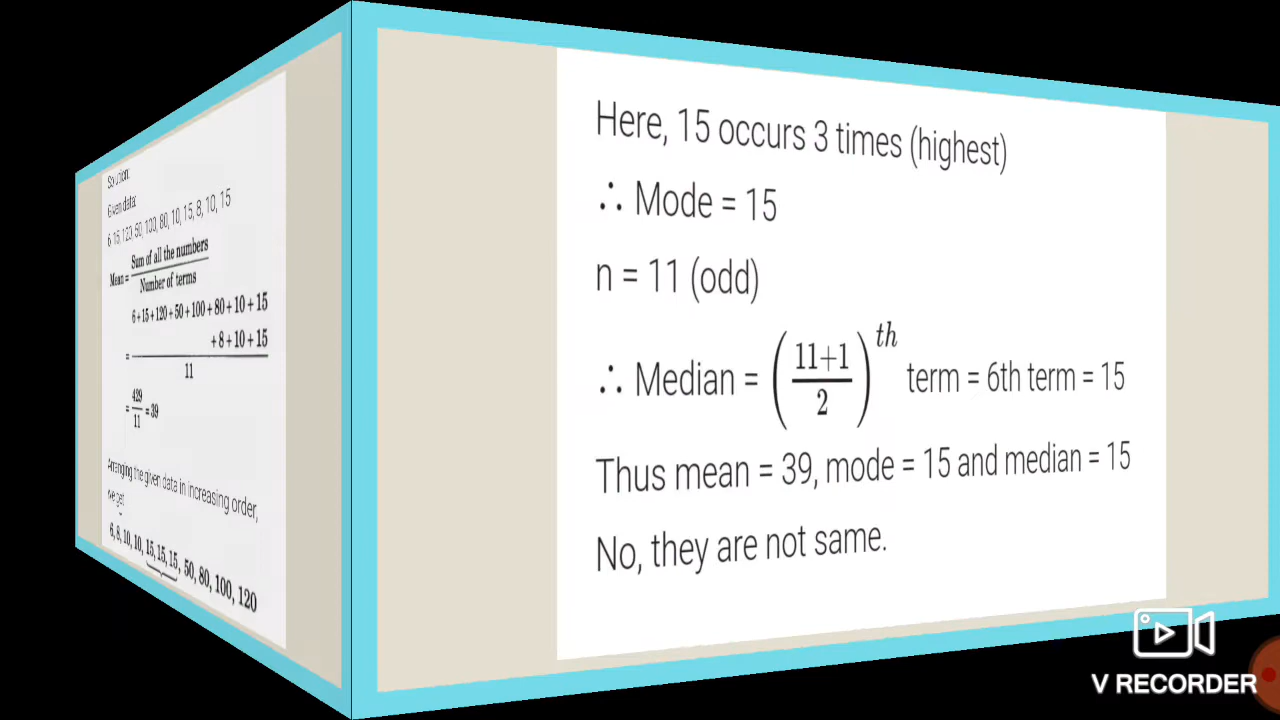 Solution:
Given data:
6, 15, 120, 50, 100, 80, 10, 15, 8, 10, 15
Mean = Sum of all the numbers / Number of terms
6+15+120+50+100+80+10+15
+8+10+15
= / 11
= 429/11 = 39
Arranging the given data in increasing order,
we get
6, 8, 10, 10, 15, 15, 15, 50, 80, 100, 120
Here, 15 occurs 3 times (highest)
∴ Mode = 15
n = 11 (odd)
∴ Median = ((11+1)/2)^th term = 6th term = 15
Thus mean = 39, mode = 15 and median = 15
No, they are not same.
V RECORDER